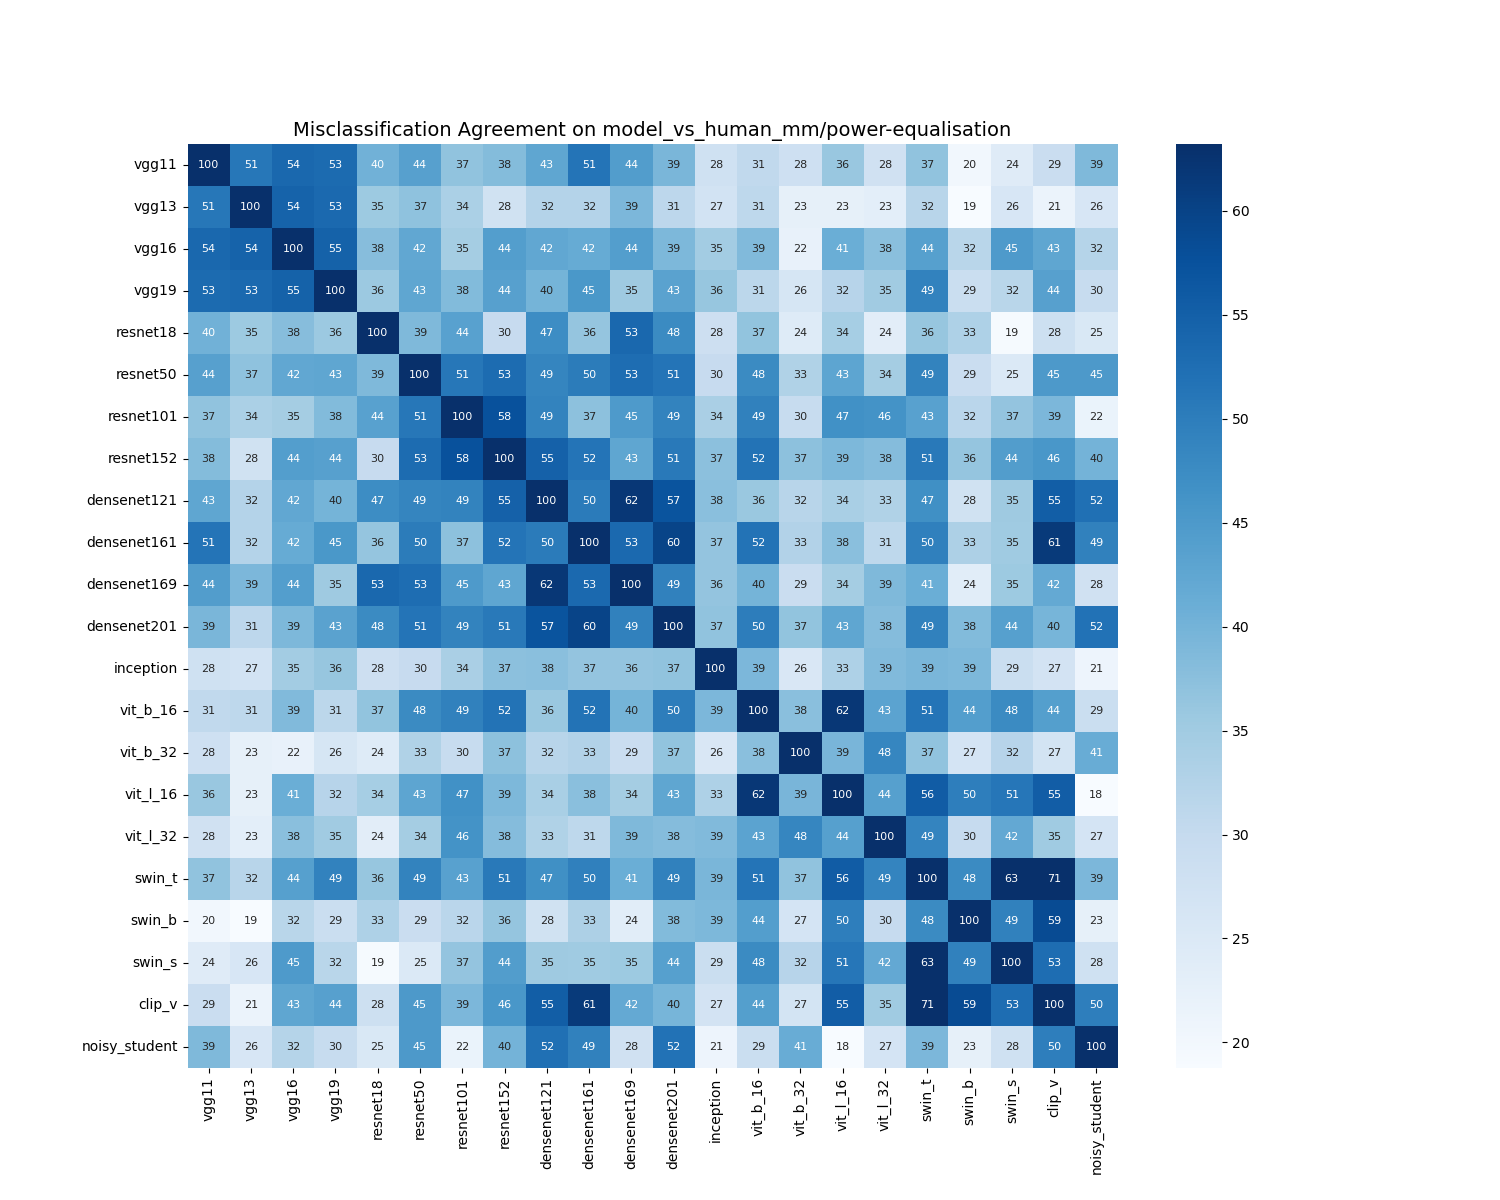 Misclassification Agreement on model_vs_human_mm/power-equalisation
vgg11 100 51 54 53 40 44 37 38 43 51 44 39 28 31 28 36 28 37 20 24 29 39
vgg13 51 100 54 53 35 37 34 28 32 32 39 31 27 31 23 23 23 32 19 26 21 26
vgg16 54 54 100 55 38 42 35 44 42 42 44 39 35 39 22 41 38 44 32 45 43 32
vgg19 53 53 55 100 36 43 38 44 40 45 35 43 36 31 26 32 35 49 29 32 44 30
resnet18 40 35 38 36 100 39 44 30 47 36 53 48 28 37 24 34 24 36 33 19 28 25
resnet50 44 37 42 43 39 100 51 53 49 50 53 51 30 48 33 43 34 49 29 25 45 45
resnet101 37 34 35 38 44 51 100 58 49 37 45 49 34 49 30 47 46 43 32 37 39 22
resnet152 38 28 44 44 30 53 58 100 55 52 43 51 37 52 37 39 38 51 36 44 46 40
densenet121 43 32 42 40 47 49 49 55 100 50 62 57 38 36 32 34 33 47 28 35 55 52
densenet161 51 32 42 45 36 50 37 52 50 100 53 60 37 52 33 38 31 50 33 35 61 49
densenet169 44 39 44 35 53 53 45 43 62 53 100 49 36 40 29 34 39 41 24 35 42 28
densenet201 39 31 39 43 48 51 49 51 57 60 49 100 37 50 37 43 38 49 38 44 40 52
inception 28 27 35 36 28 30 34 37 38 37 36 37 100 39 26 33 39 39 39 29 27 21
vit_b_16 31 31 39 31 37 48 49 52 36 52 40 50 39 100 38 62 43 51 44 48 44 29
vit_b_32 28 23 22 26 24 33 30 37 32 33 29 37 26 38 100 39 48 37 27 32 27 41
vit_l_16 36 23 41 32 34 43 47 39 34 38 34 43 33 62 39 100 44 56 50 51 55 18
vit_l_32 28 23 38 35 24 34 46 38 33 31 39 38 39 43 48 44 100 49 30 42 35 27
swin_t 37 32 44 49 36 49 43 51 47 50 41 49 39 51 37 56 49 100 48 63 71 39
swin_b 20 19 32 29 33 29 32 36 28 33 24 38 39 44 27 50 30 48 100 49 59 23
swin_s 24 26 45 32 19 25 37 44 35 35 35 44 29 48 32 51 42 63 49 100 53 28
clip_v 29 21 43 44 28 45 39 46 55 61 42 40 27 44 27 55 35 71 59 53 100 50
noisy_student 39 26 32 30 25 45 22 40 52 49 28 52 21 29 41 18 27 39 23 28 50 100
vgg11 vgg13 vgg16 vgg19 resnet18 resnet50 resnet101 resnet152 densenet121 densenet161 densenet169 densenet201 inception vit_b_16 vit_b_32 vit_l_16 vit_l_32 swin_t swin_b swin_s clip_v noisy_student
60
55
50
45
40
35
30
25
20